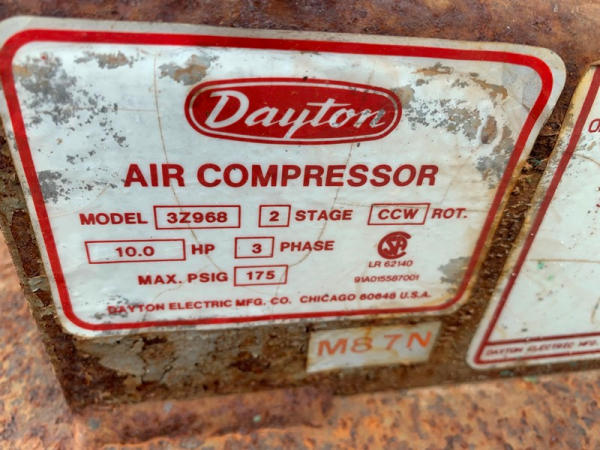 Dayton
AIR COMPRESSOR
MODEL 3Z968 2 STAGE CCW ROT.
10.0 HP 3 PHASE
MAX. PSIG 175
LR 62140
91A015587001
DAYTON ELECTRIC MFG. CO. CHICAGO 60648 U.S.A.
M87N
DAYTON ELECTRIC MFG.